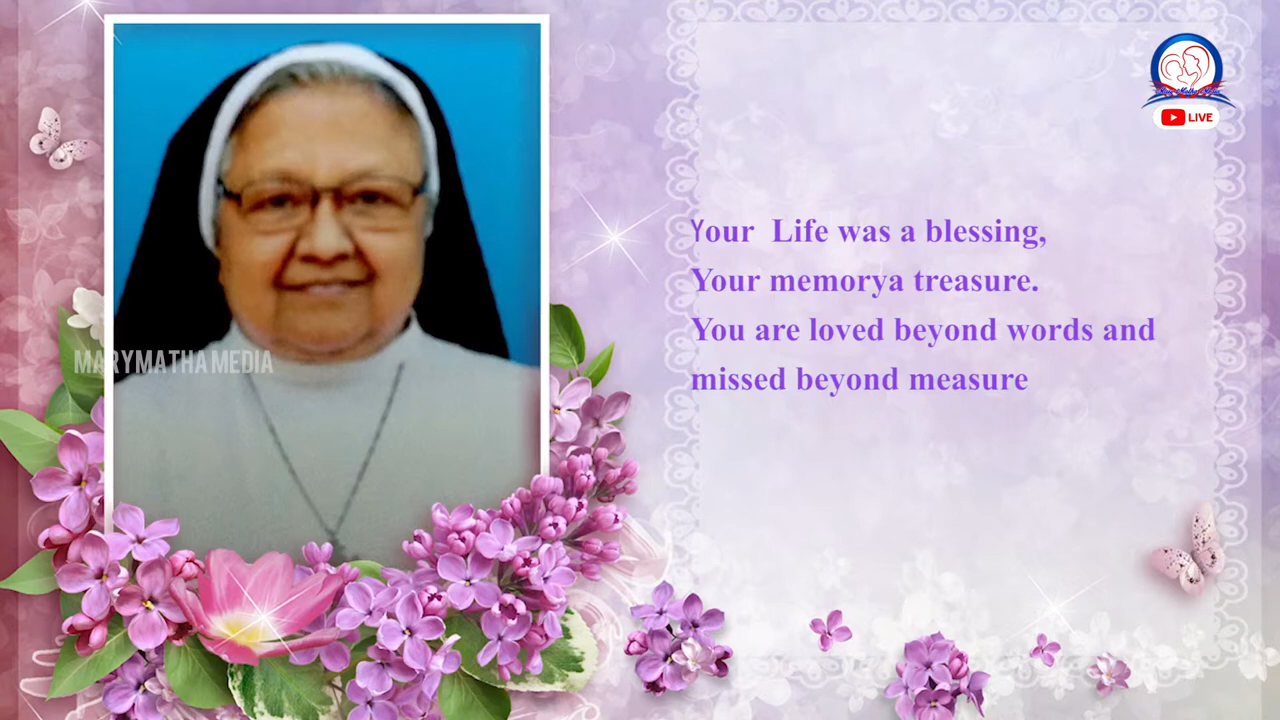 LIVE
Your Life was a blessing,
Your memorya treasure.
You are loved beyond words and
missed beyond measure
MARYMATHA MEDIA